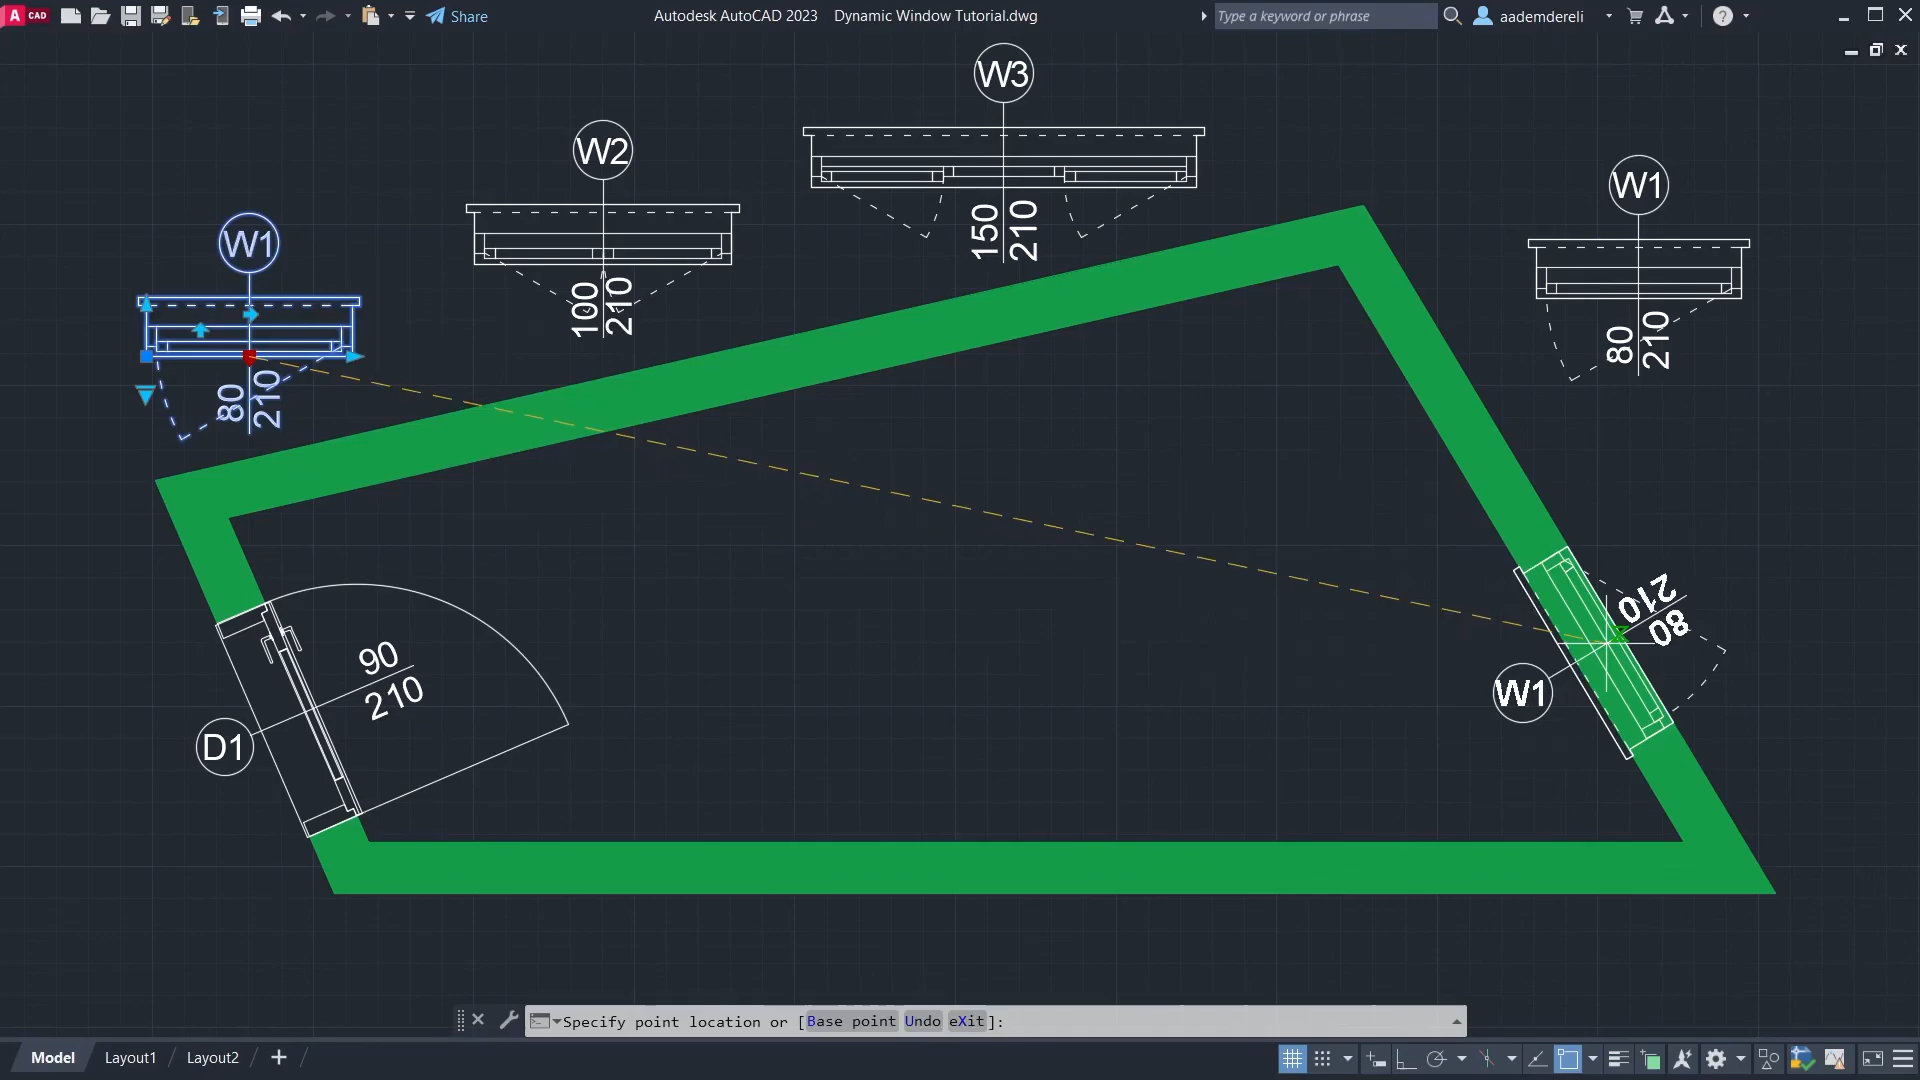 A CAD
Share
Autodesk AutoCAD 2023 Dynamic Window Tutorial.dwg
Type a keyword or phrase
aademdereli
W3
150
210
W2
100
210
W1
80
210
W1
80
210
210
80
W1
90
210
D1
Specify point location or [Base point Undo eXit]:
Model
Layout1
Layout2